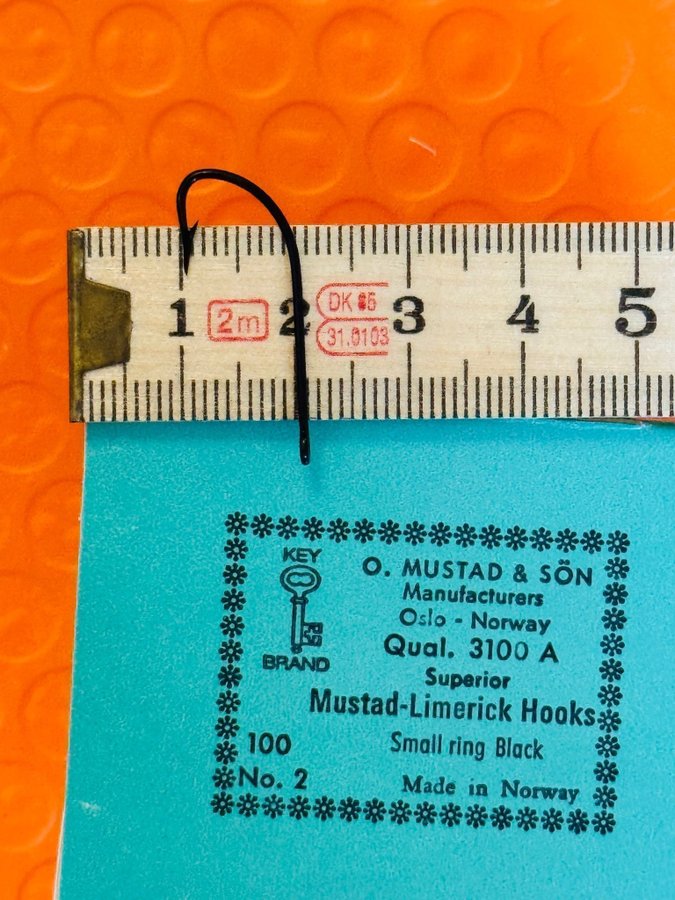 1 2m 2 3 4 5
DK 85
31.0103
KEY
BRAND
O. MUSTAD & SÖN
Manufacturers
Oslo - Norway
Qual. 3100 A
Superior
Mustad-Limerick Hooks
100 Small ring Black
No. 2 Made in Norway